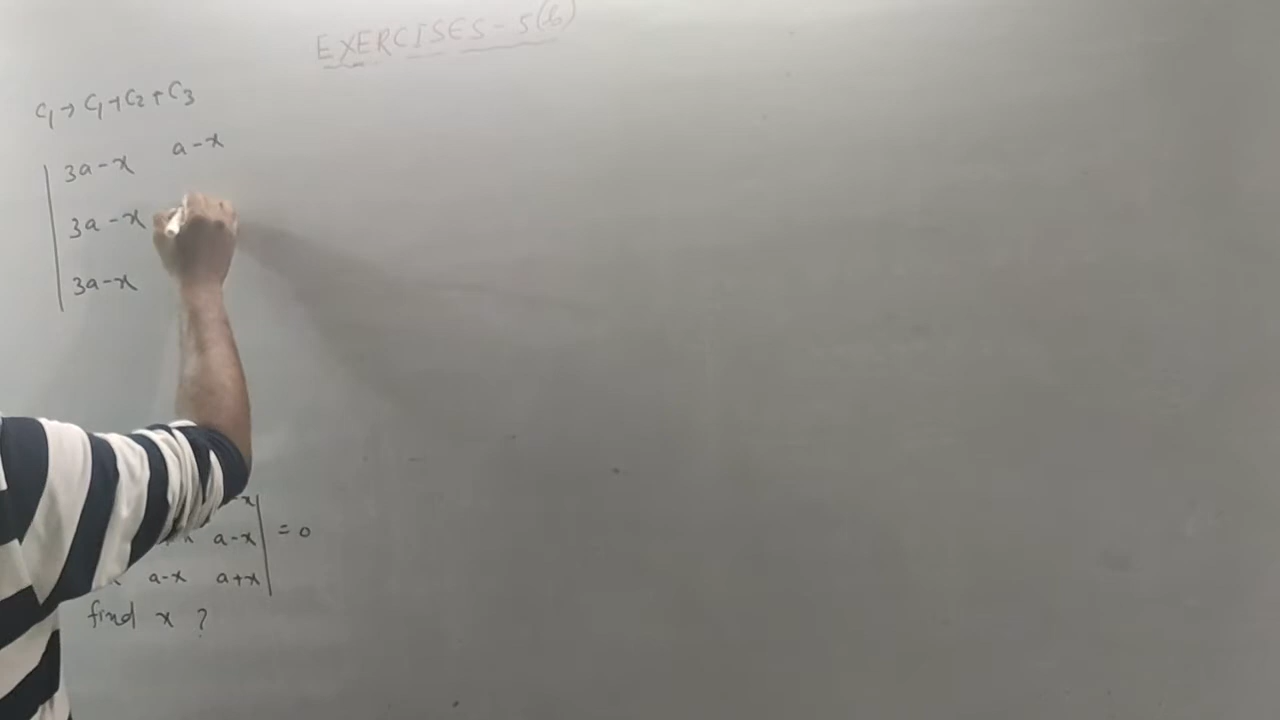 EXERCISES - 5(b)
C₁→ C₁+C₂+C₃
| 3a-x a-x
3a-x
3a-x
-x|
a-x = 0
a-x a+x
find x ?